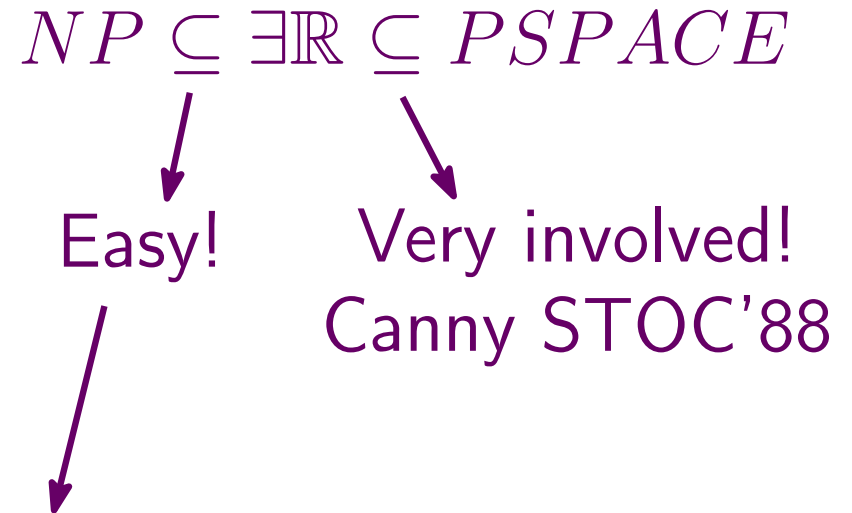 NP ⊆ ∃ℝ ⊆ PSPACE
Easy!
Very involved!
Canny STOC'88